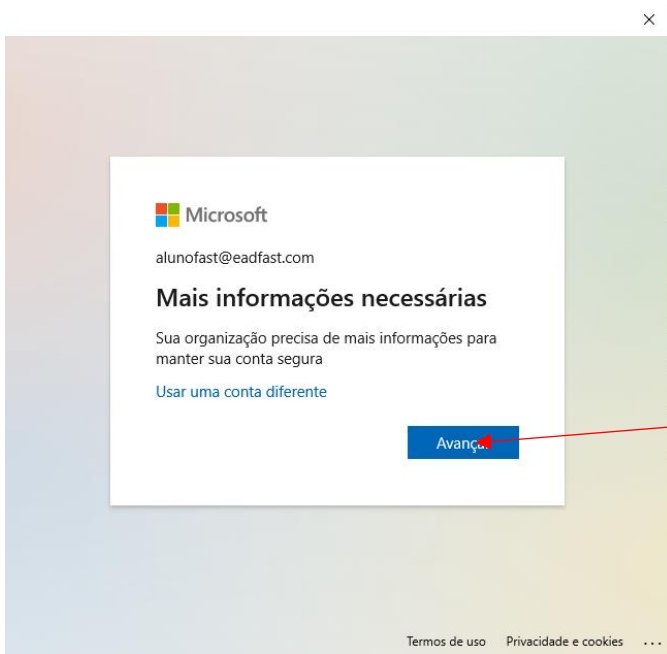 Microsoft
alunofast@eadfast.com
Mais informações necessárias
Sua organização precisa de mais informações para
manter sua conta segura
Usar uma conta diferente
Avançar
Termos de uso Privacidade e cookies ...